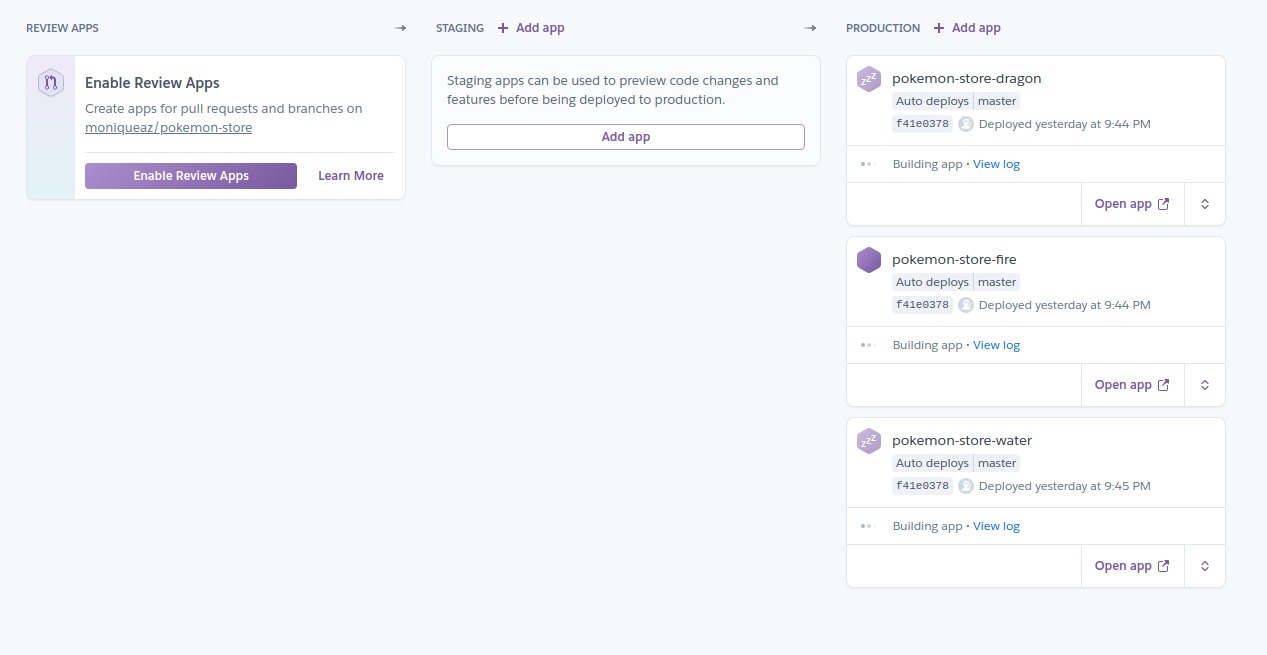 REVIEW APPS
Enable Review Apps
Create apps for pull requests and branches on
moniqueaz/pokemon-store
Enable Review Apps Learn More
STAGING + Add app
Staging apps can be used to preview code changes and
features before being deployed to production.
Add app
PRODUCTION + Add app
zzz
pokemon-store-dragon
Auto deploys master
f41e0378 Deployed yesterday at 9:44 PM
Building app · View log
Open app
pokemon-store-fire
Auto deploys master
f41e0378 Deployed yesterday at 9:44 PM
Building app · View log
Open app
zzz
pokemon-store-water
Auto deploys master
f41e0378 Deployed yesterday at 9:45 PM
Building app · View log
Open app